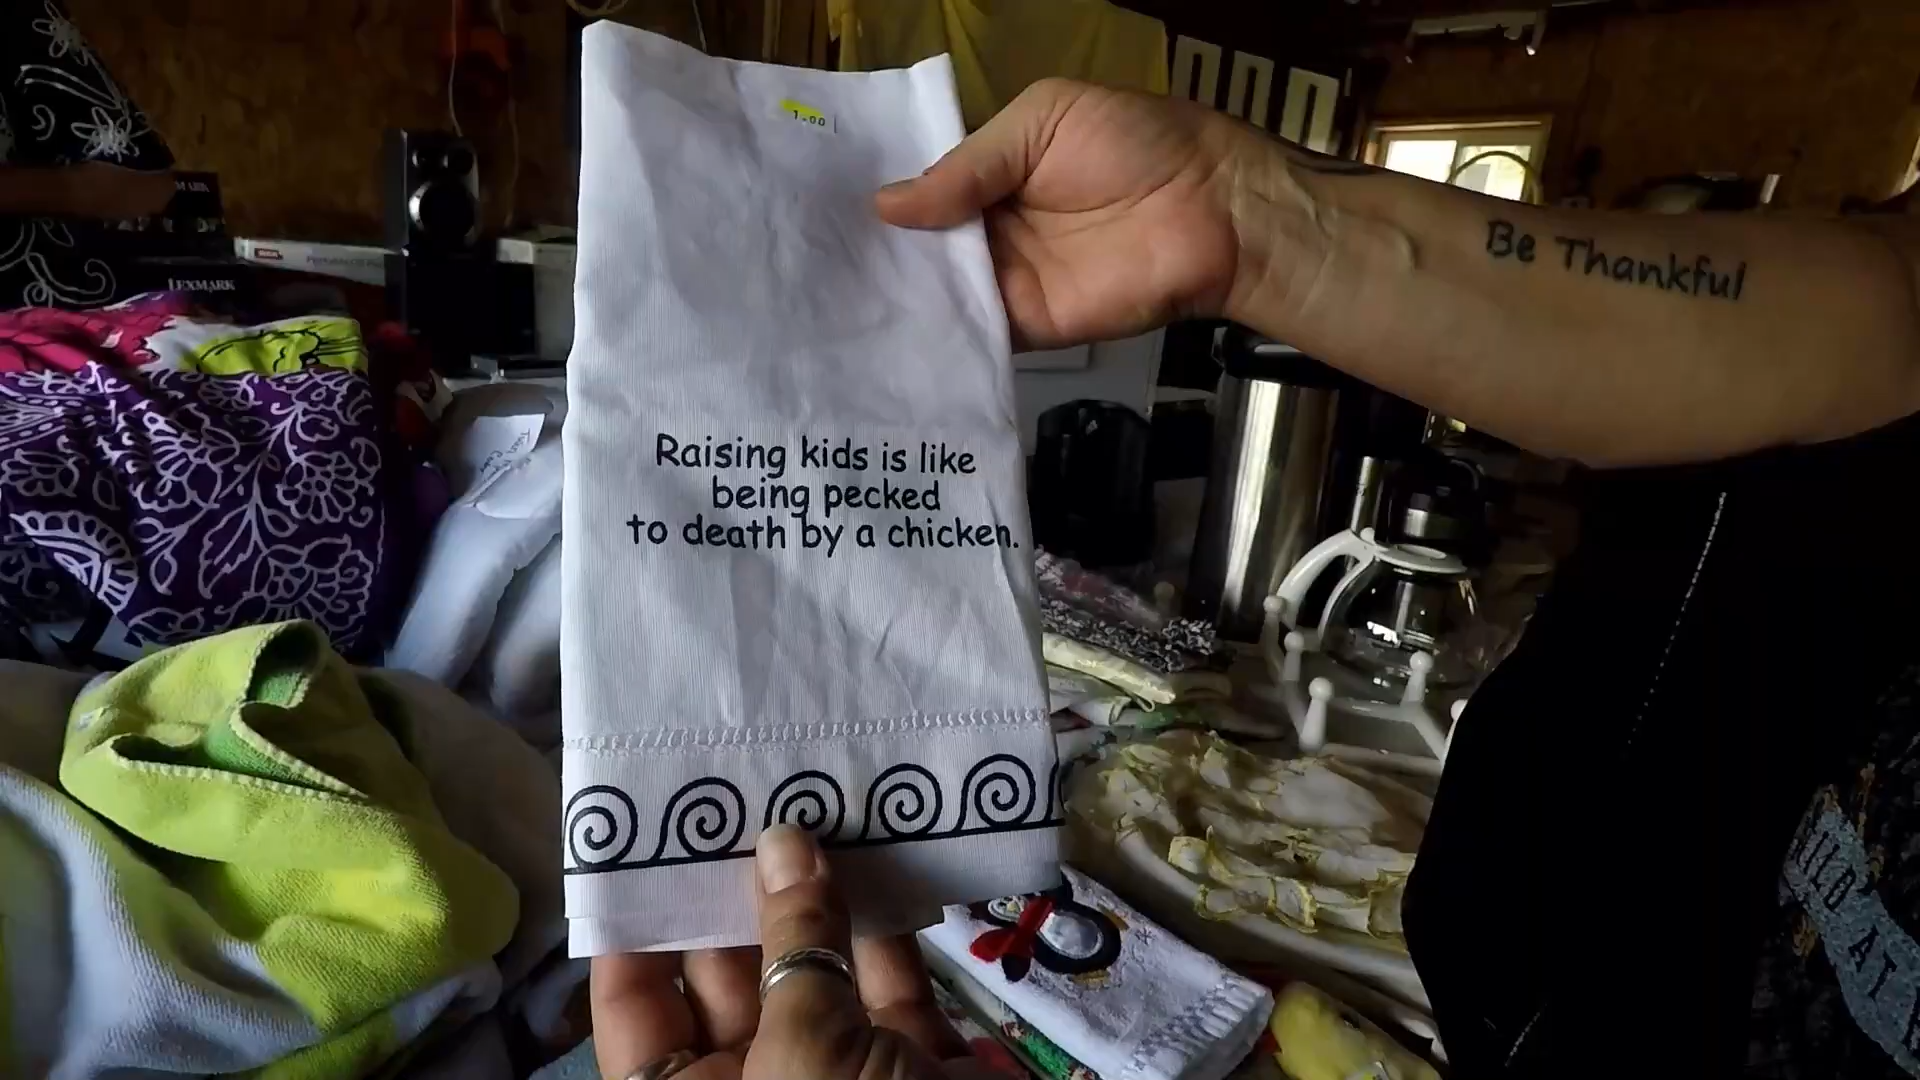 1.00
Be Thankful
LEXMARK
Raising kids is like
being pecked
to death by a chicken.